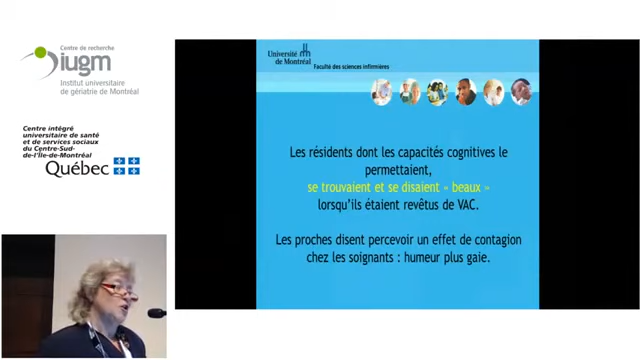 Centre de recherche
iugm
Institut universitaire
de gériatrie de Montréal
Centre intégré
universitaire de santé
et de services sociaux
du Centre-Sud-
de-l'Île-de-Montréal
Québec
Université
de Montréal
Faculté des sciences infirmières
Les résidents dont les capacités cognitives le
permettaient,
se trouvaient et se disaient « beaux »
lorsqu'ils étaient revêtus de VAC.
Les proches disent percevoir un effet de contagion
chez les soignants : humeur plus gaie.